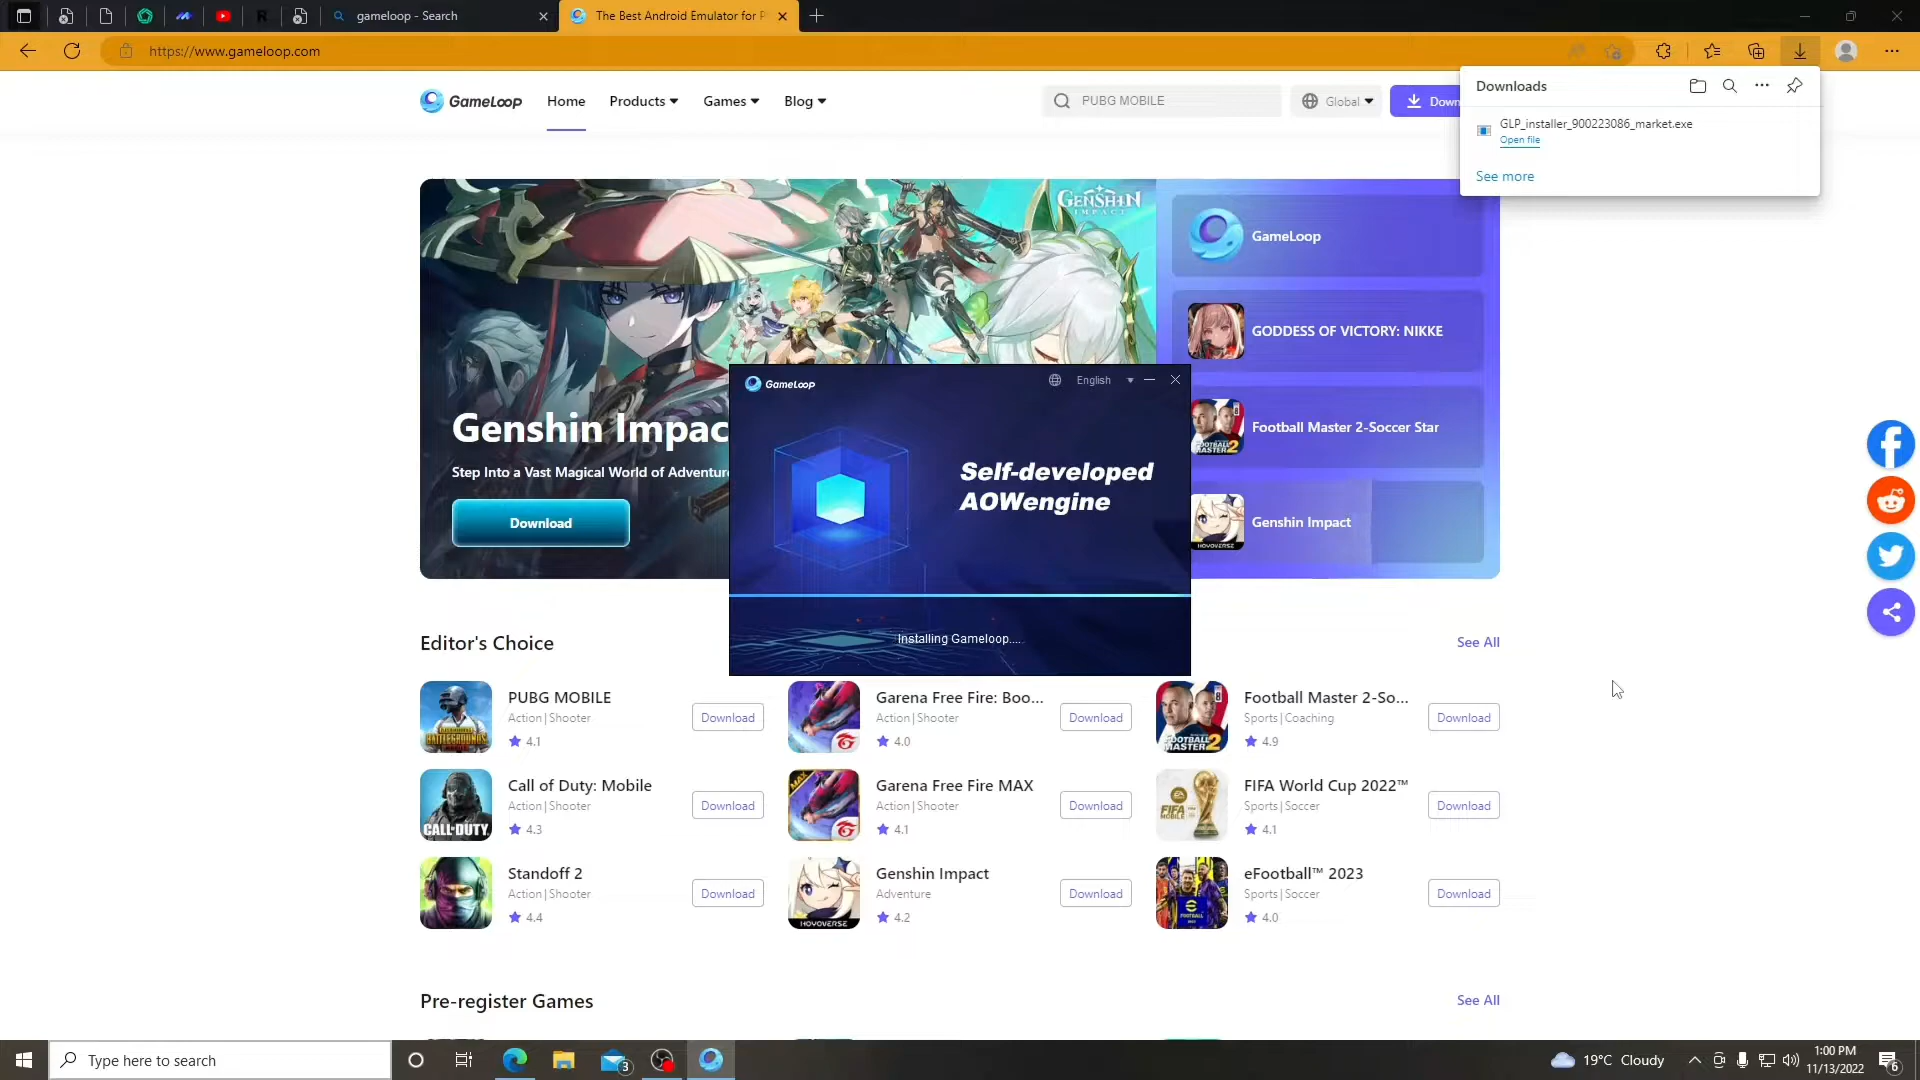 gameloop - Search
The Best Android Emulator for P
https://www.gameloop.com
GameLoop
Home
Products
Games
Blog
PUBG MOBILE
Global
Down
Downloads
GLP_installer_900223086_market.exe
Open file
See more
GENSHIN
IMPACT
GameLoop
GODDESS OF VICTORY: NIKKE
Football Master 2-Soccer Star
Genshin Impact
Genshin Impac
Step Into a Vast Magical World of Adventure
Download
GameLoop
English
Self-developed
AOWengine
Installing Gameloop....
Editor's Choice
See All
PUBG MOBILE
Action|Shooter
4.1
Download
Garena Free Fire: Boo...
Action|Shooter
4.0
Download
Football Master 2-So...
Sports|Coaching
4.9
Download
Call of Duty: Mobile
Action|Shooter
4.3
Download
Garena Free Fire MAX
Action|Shooter
4.1
Download
FIFA World Cup 2022™
Sports|Soccer
4.1
Download
Standoff 2
Action|Shooter
4.4
Download
Genshin Impact
Adventure
4.2
Download
eFootball™ 2023
Sports|Soccer
4.0
Download
Pre-register Games
See All
Type here to search
3
19°C Cloudy
1:00 PM
11/13/2022
6